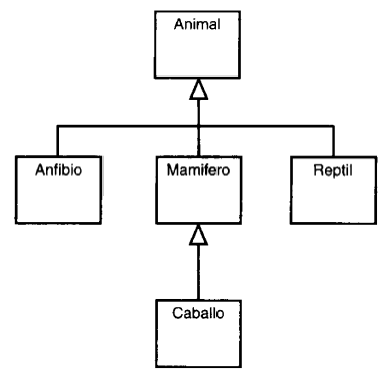 Animal
Anfibio
Mamifero
Reptil
Caballo